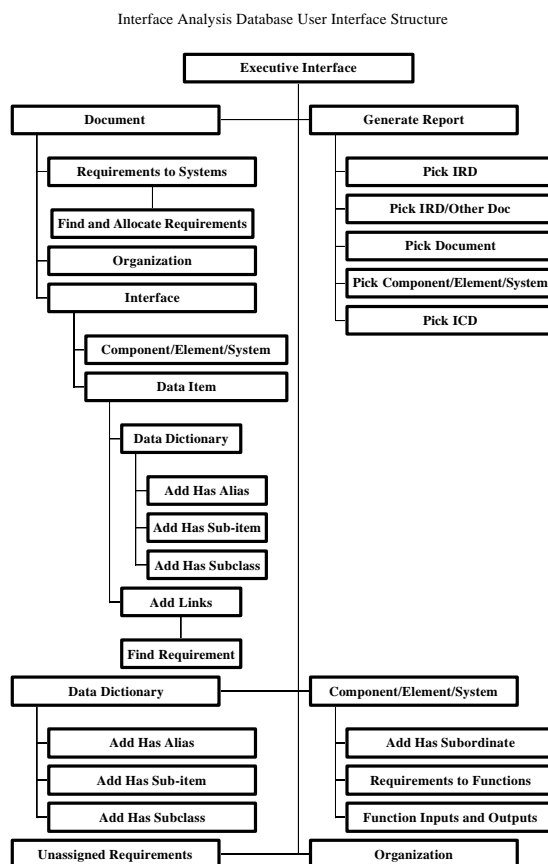 Interface Analysis Database User Interface Structure
Executive Interface
Document
Generate Report
Requirements to Systems
Pick IRD
Find and Allocate Requirements
Pick IRD/Other Doc
Organization
Pick Document
Interface
Pick Component/Element/System
Pick ICD
Component/Element/System
Data Item
Data Dictionary
Add Has Alias
Add Has Sub-item
Add Has Subclass
Add Links
Find Requirement
Data Dictionary
Component/Element/System
Add Has Alias
Add Has Subordinate
Add Has Sub-item
Requirements to Functions
Add Has Subclass
Function Inputs and Outputs
Unassigned Requirements
Organization